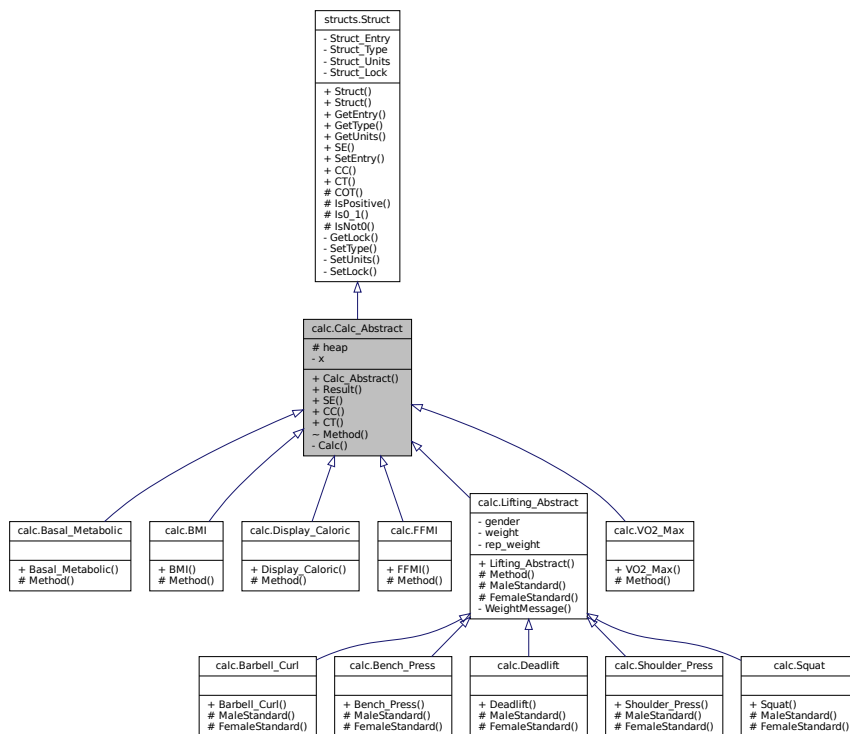 structs.Struct
- Struct_Entry
- Struct_Type
- Struct_Units
- Struct_Lock
+ Struct()
+ Struct()
+ GetEntry()
+ GetType()
+ GetUnits()
+ SE()
+ SetEntry()
+ CC()
+ CT()
# COT()
# IsPositive()
# Is0_1()
# IsNot0()
- GetLock()
- SetType()
- SetUnits()
- SetLock()
calc.Calc_Abstract
# heap
- x
+ Calc_Abstract()
+ Result()
+ SE()
+ CC()
+ CT()
~ Method()
- Calc()
calc.Basal_Metabolic
+ Basal_Metabolic()
# Method()
calc.BMI
+ BMI()
# Method()
calc.Display_Caloric
+ Display_Caloric()
# Method()
calc.FFMI
+ FFMI()
# Method()
calc.Lifting_Abstract
- gender
- weight
- rep_weight
+ Lifting_Abstract()
# Method()
# MaleStandard()
# FemaleStandard()
- WeightMessage()
calc.VO2_Max
+ VO2_Max()
# Method()
calc.Barbell_Curl
+ Barbell_Curl()
# MaleStandard()
# FemaleStandard()
calc.Bench_Press
+ Bench_Press()
# MaleStandard()
# FemaleStandard()
calc.Deadlift
+ Deadlift()
# MaleStandard()
# FemaleStandard()
calc.Shoulder_Press
+ Shoulder_Press()
# MaleStandard()
# FemaleStandard()
calc.Squat
+ Squat()
# MaleStandard()
# FemaleStandard()